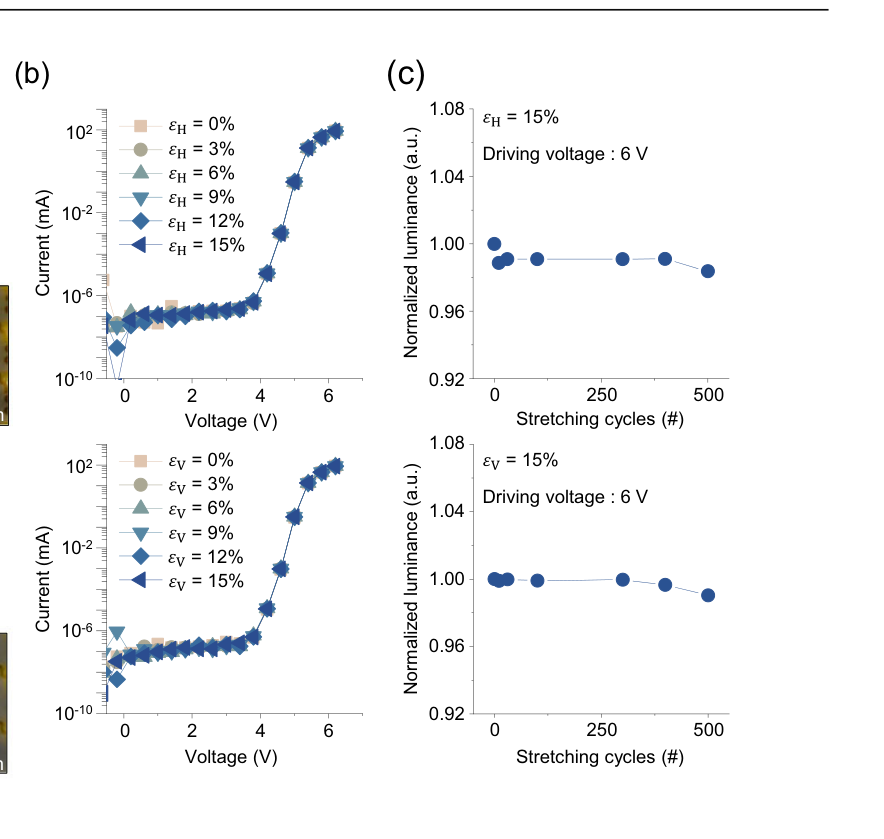 (b)
(c)
10²
10⁻²
10⁻⁶
10⁻¹⁰
Current (mA)
εH = 0%
εH = 3%
εH = 6%
εH = 9%
εH = 12%
εH = 15%
0 2 4 6
Voltage (V)
1.08
1.04
1.00
0.96
0.92
Normalized luminance (a.u.)
εH = 15%
Driving voltage : 6 V
0 250 500
Stretching cycles (#)
10²
10⁻²
10⁻⁶
10⁻¹⁰
Current (mA)
εV = 0%
εV = 3%
εV = 6%
εV = 9%
εV = 12%
εV = 15%
0 2 4 6
Voltage (V)
1.08
1.04
1.00
0.96
0.92
Normalized luminance (a.u.)
εV = 15%
Driving voltage : 6 V
0 250 500
Stretching cycles (#)